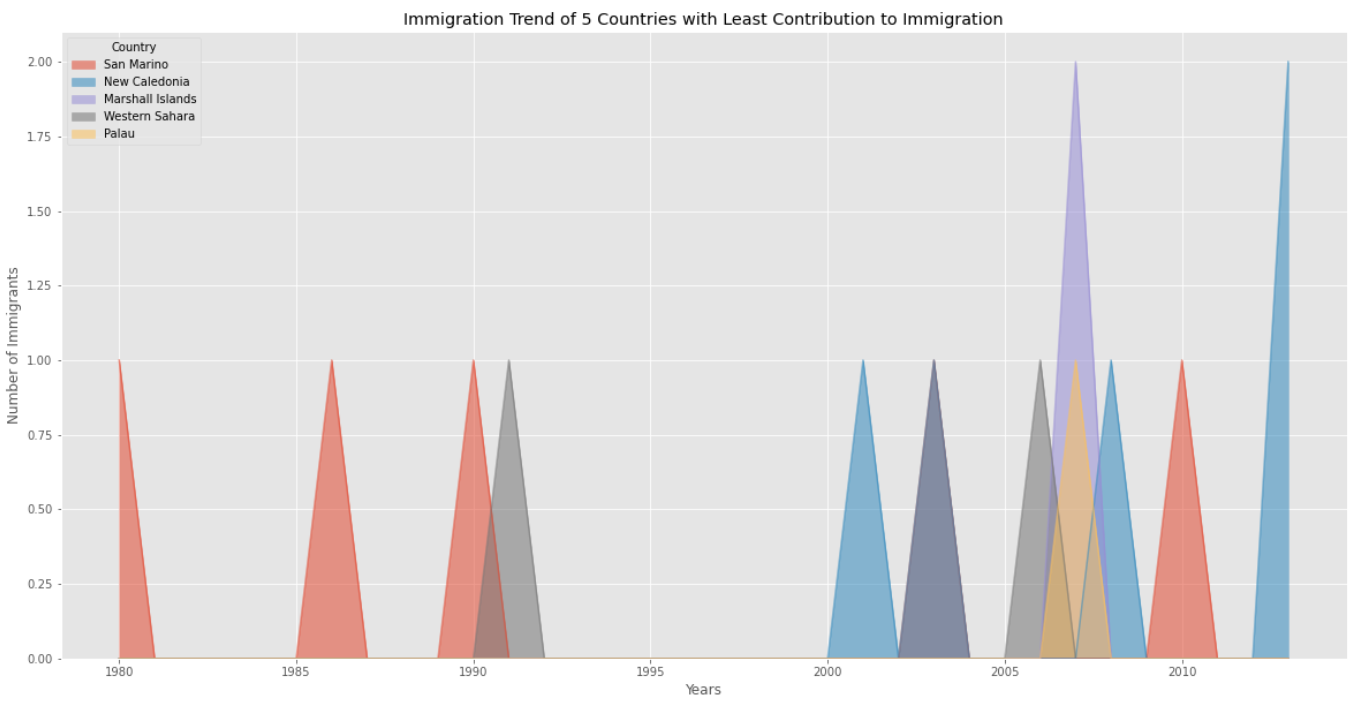 Immigration Trend of 5 Countries with Least Contribution to Immigration
Country
San Marino
New Caledonia
Marshall Islands
Western Sahara
Palau
Number of Immigrants
2.00
1.75
1.50
1.25
1.00
0.75
0.50
0.25
0.00
1980 1985 1990 1995 2000 2005 2010
Years